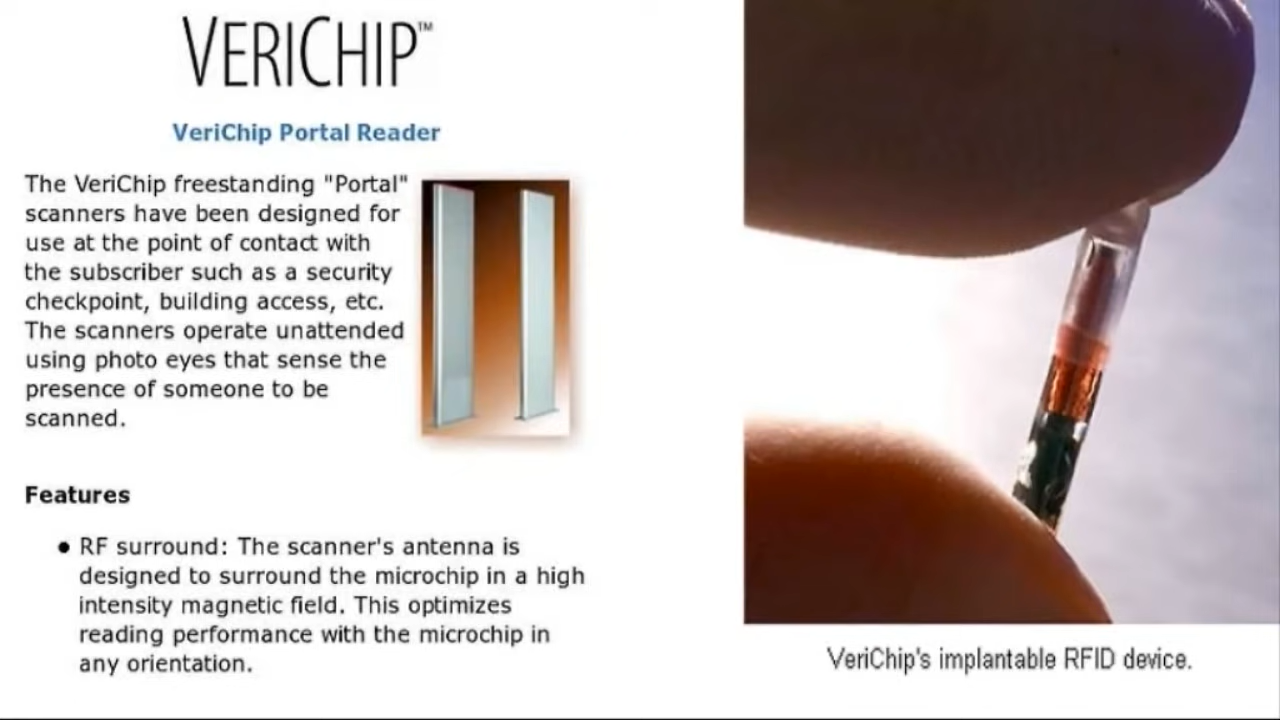 VERICHIP™
VeriChip Portal Reader
The VeriChip freestanding "Portal"
scanners have been designed for
use at the point of contact with
the subscriber such as a security
checkpoint, building access, etc.
The scanners operate unattended
using photo eyes that sense the
presence of someone to be
scanned.
Features
● RF surround: The scanner's antenna is
designed to surround the microchip in a high
intensity magnetic field. This optimizes
reading performance with the microchip in
any orientation.
VeriChip's implantable RFID device.